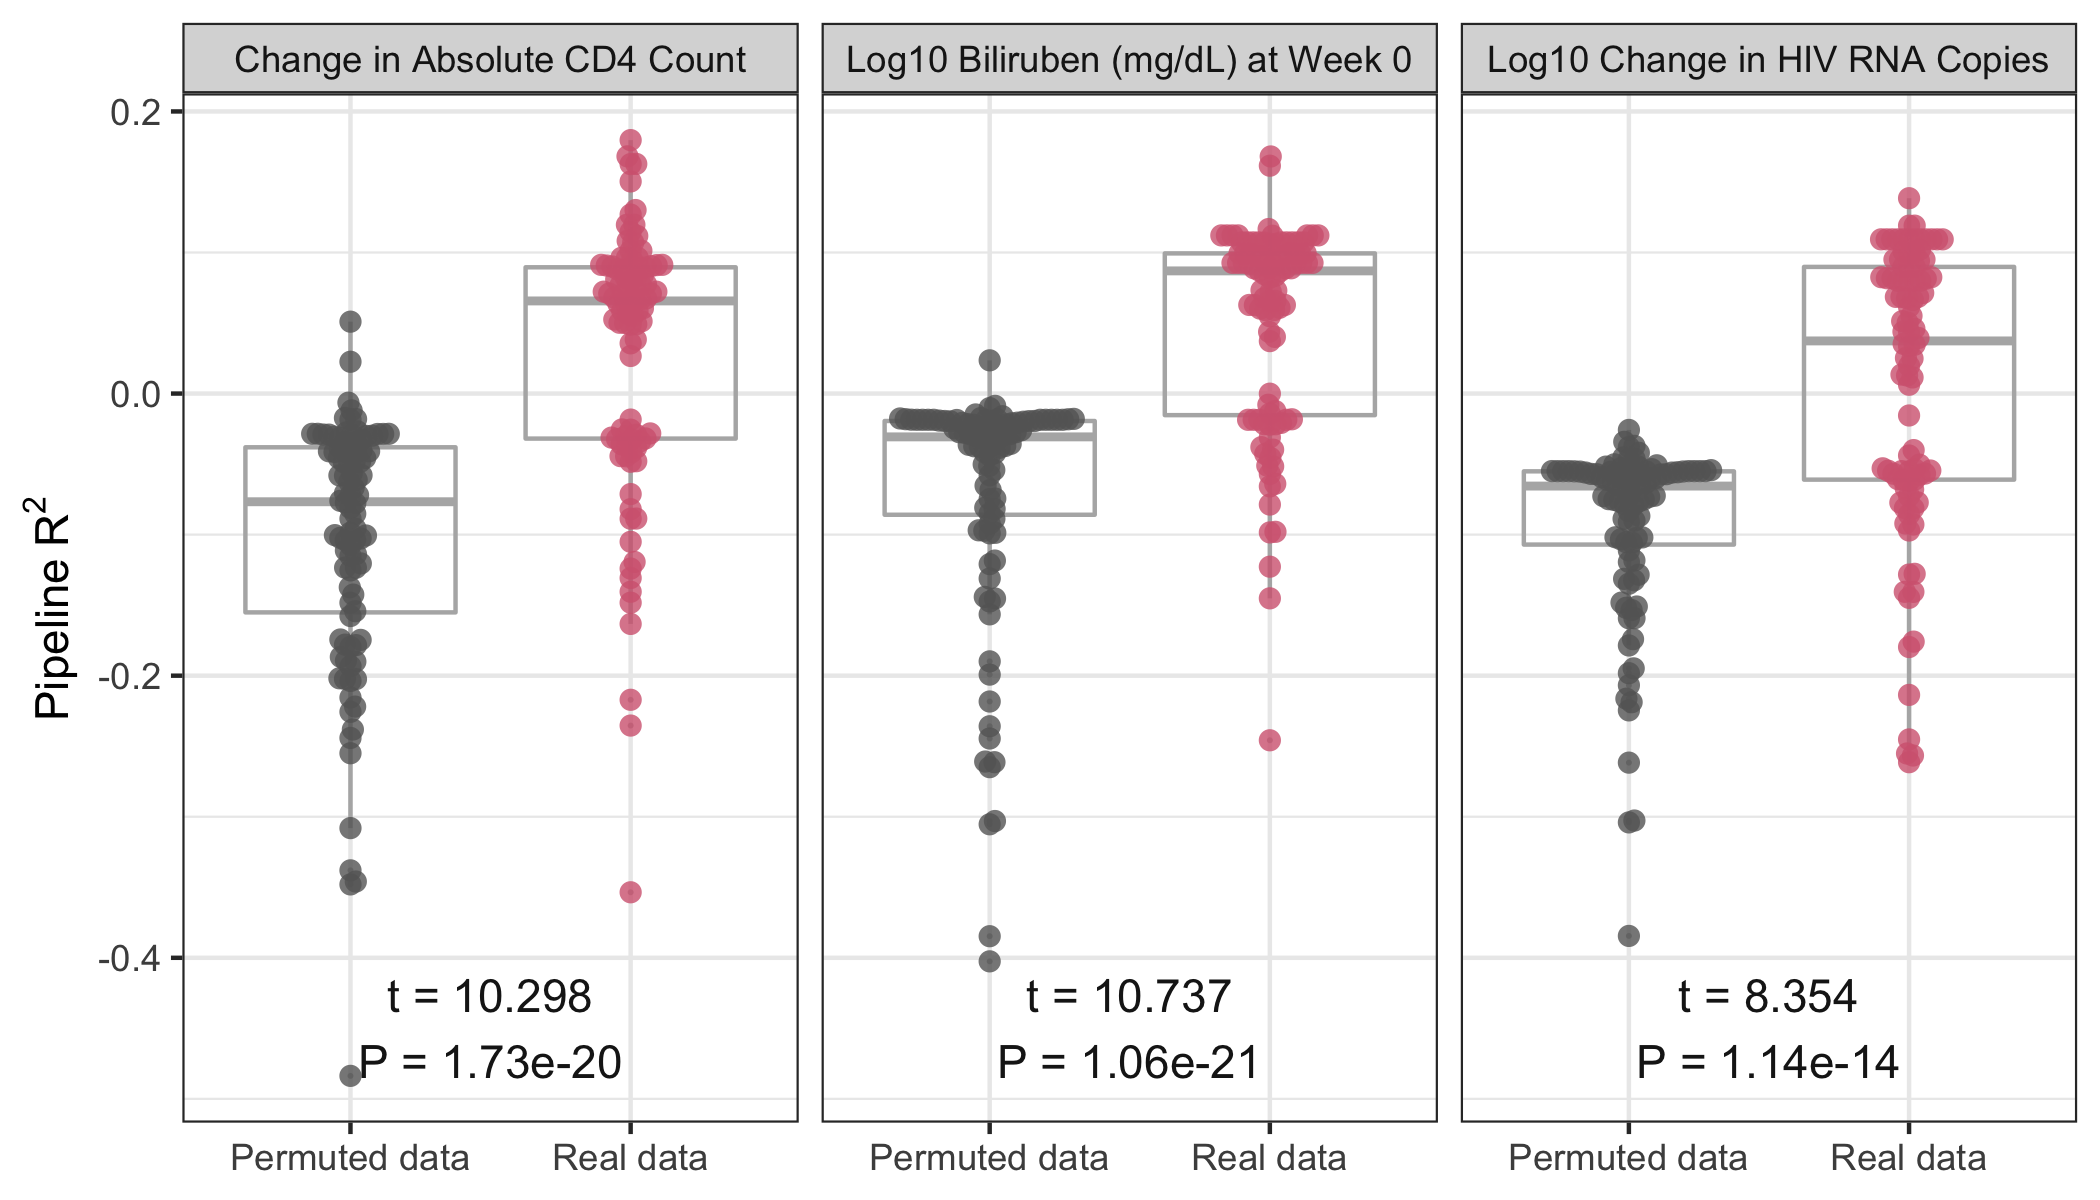 Change in Absolute CD4 Count
Log10 Biliruben (mg/dL) at Week 0
Log10 Change in HIV RNA Copies
Pipeline R²
0.2
0.0
-0.2
-0.4
t = 10.298
P = 1.73e-20
t = 10.737
P = 1.06e-21
t = 8.354
P = 1.14e-14
Permuted data
Real data
Permuted data
Real data
Permuted data
Real data